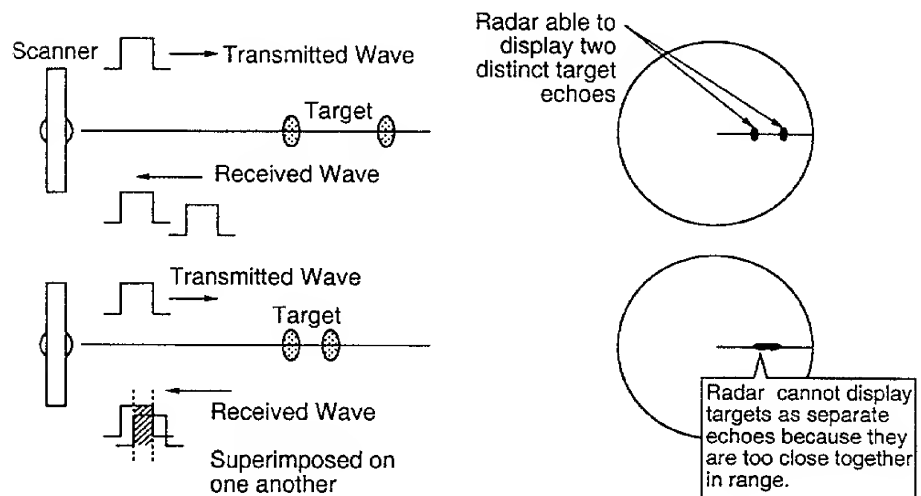 Scanner
Transmitted Wave
Target
Received Wave
Radar able to
display two
distinct target
echoes
Transmitted Wave
Target
Received Wave
Superimposed on
one another
Radar cannot display
targets as separate
echoes because they
are too close together
in range.